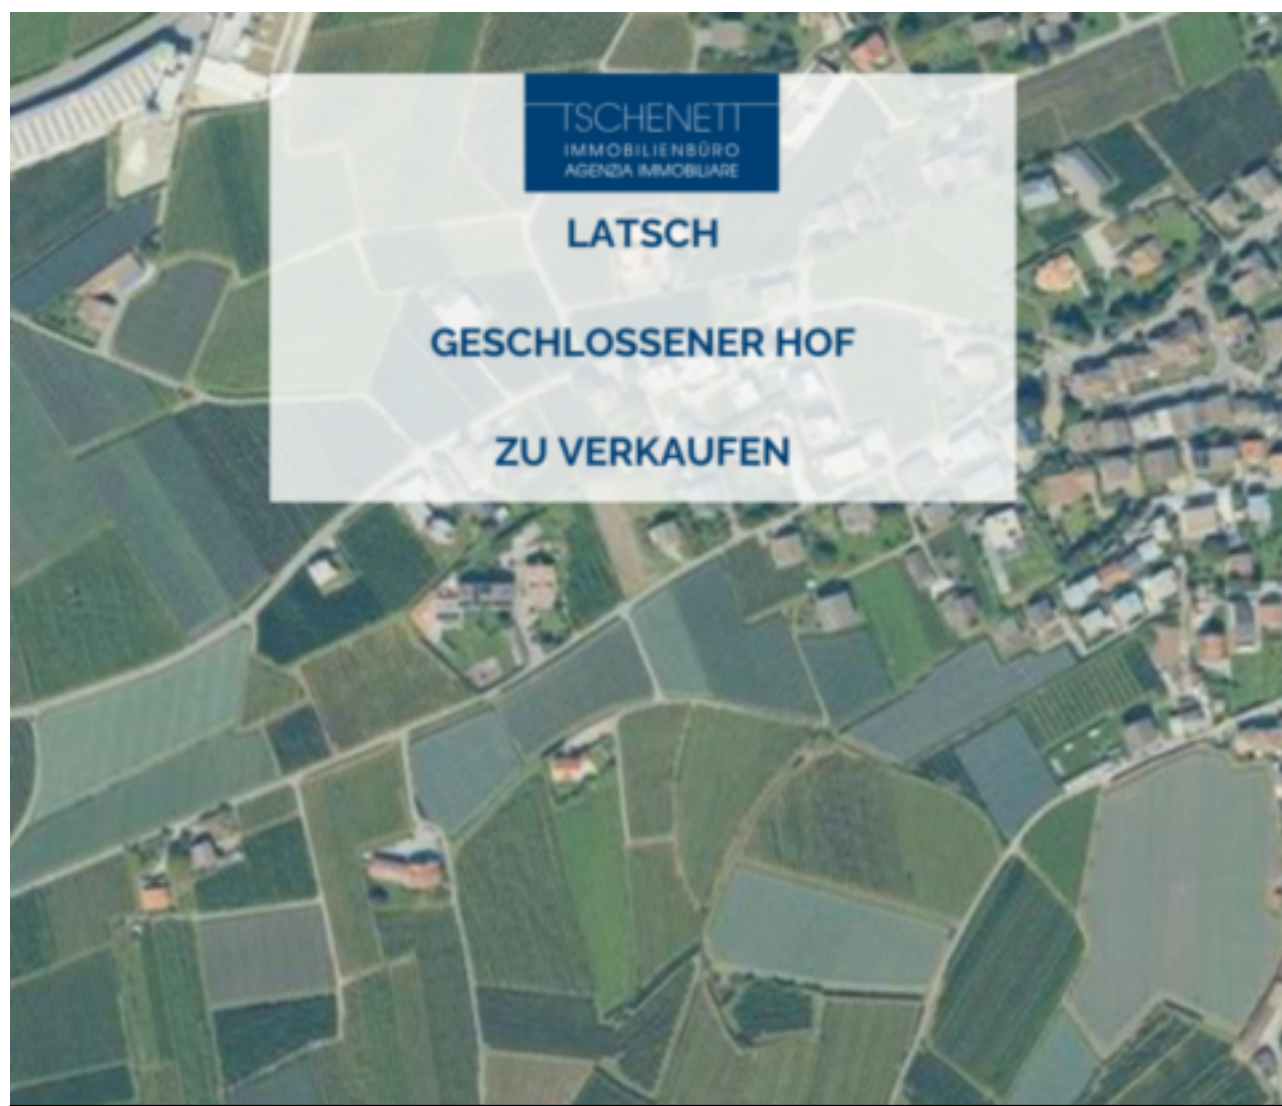 TSCHENETT
IMMOBILIENBÜRO
AGENZIA IMMOBILIARE
LATSCH
GESCHLOSSENER HOF
ZU VERKAUFEN